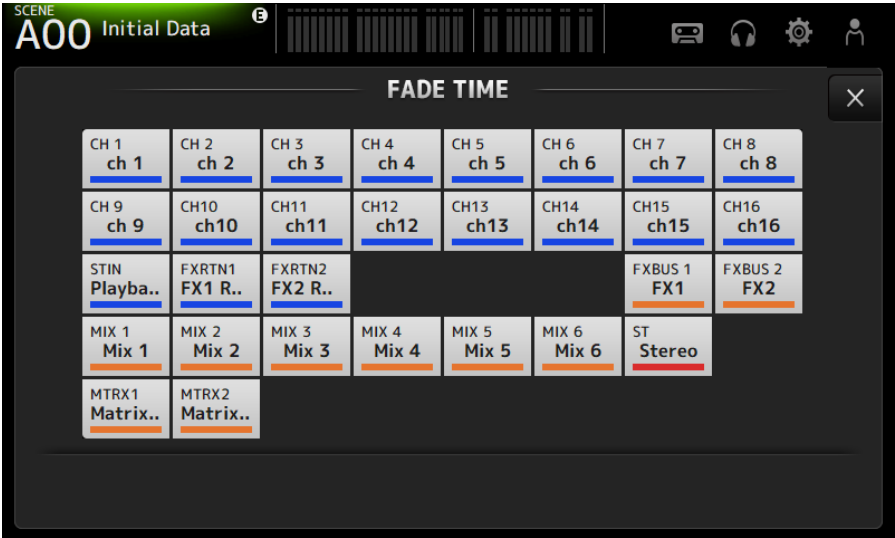 SCENE
A00 Initial Data E
FADE TIME
CH 1 CH 2 CH 3 CH 4 CH 5 CH 6 CH 7 CH 8
ch 1 ch 2 ch 3 ch 4 ch 5 ch 6 ch 7 ch 8
CH 9 CH10 CH11 CH12 CH13 CH14 CH15 CH16
ch 9 ch10 ch11 ch12 ch13 ch14 ch15 ch16
STIN FXRTN1 FXRTN2 FXBUS 1 FXBUS 2
Playba.. FX1 R.. FX2 R.. FX1 FX2
MIX 1 MIX 2 MIX 3 MIX 4 MIX 5 MIX 6 ST
Mix 1 Mix 2 Mix 3 Mix 4 Mix 5 Mix 6 Stereo
MTRX1 MTRX2
Matrix.. Matrix..